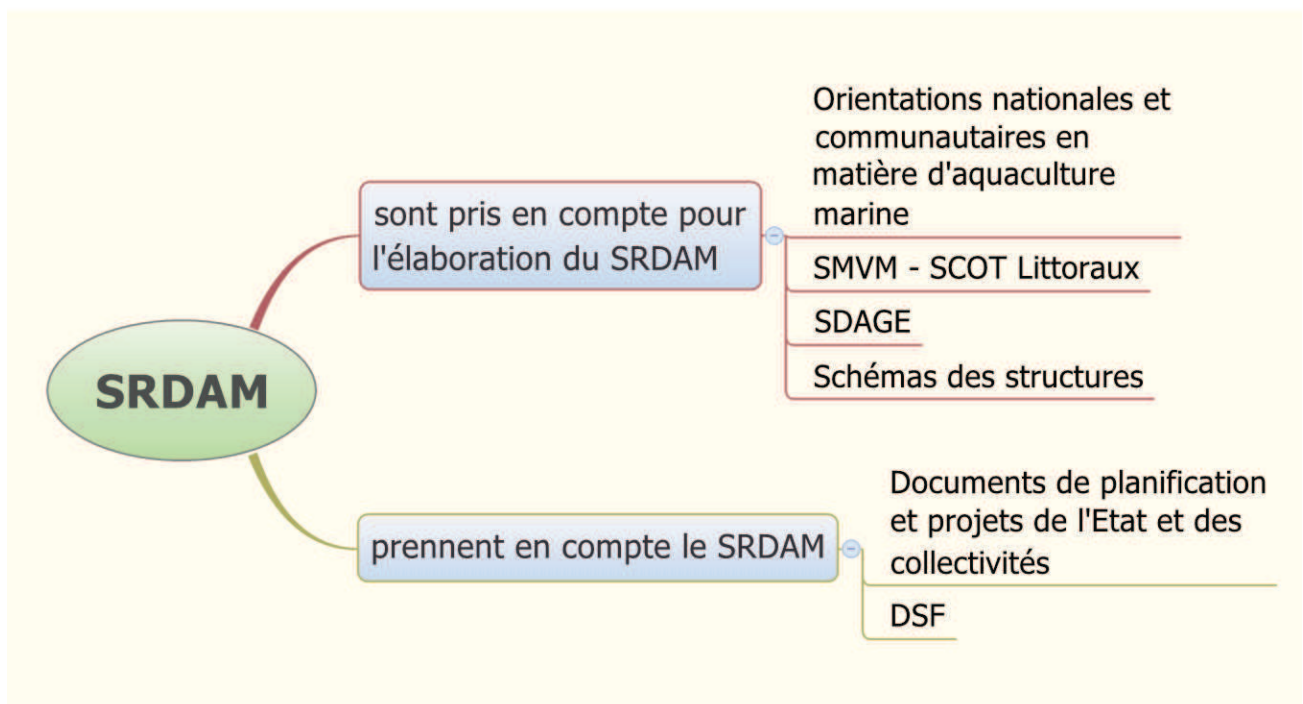 SRDAM
sont pris en compte pour
l'élaboration du SRDAM
Orientations nationales et
communautaires en
matière d'aquaculture
marine
SMVM - SCOT Littoraux
SDAGE
Schémas des structures
prennent en compte le SRDAM
Documents de planification
et projets de l'Etat et des
collectivités
DSF